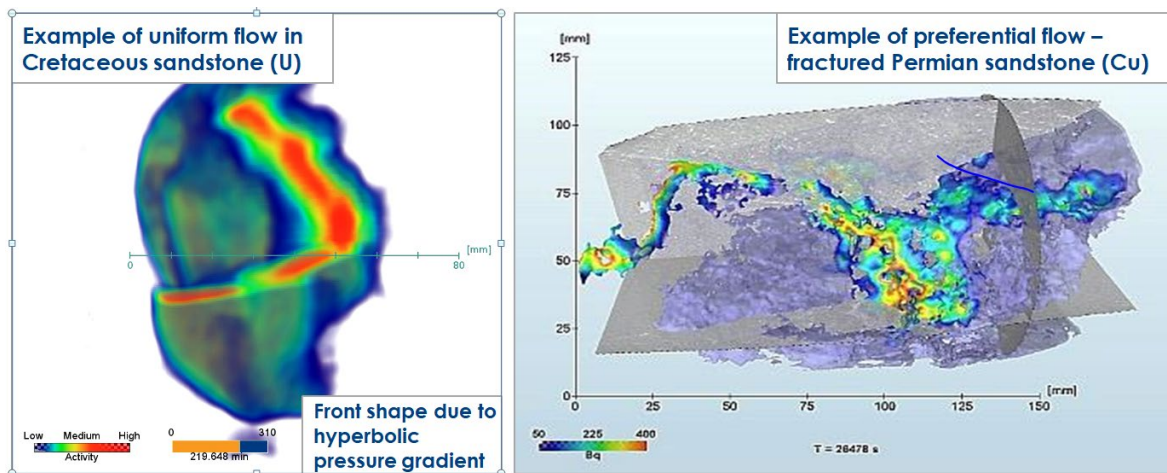 Example of uniform flow in
Cretaceous sandstone (U)
[mm]
0
80
Low Medium High
Activity
0
310
219.648 min
Front shape due to
hyperbolic
pressure gradient
Example of preferential flow –
fractured Permian sandstone (Cu)
[mm]
125
100
75
50
25
0
0
25
50
75
100
125
150
[mm]
50
225
400
Bq
T = 26478 s